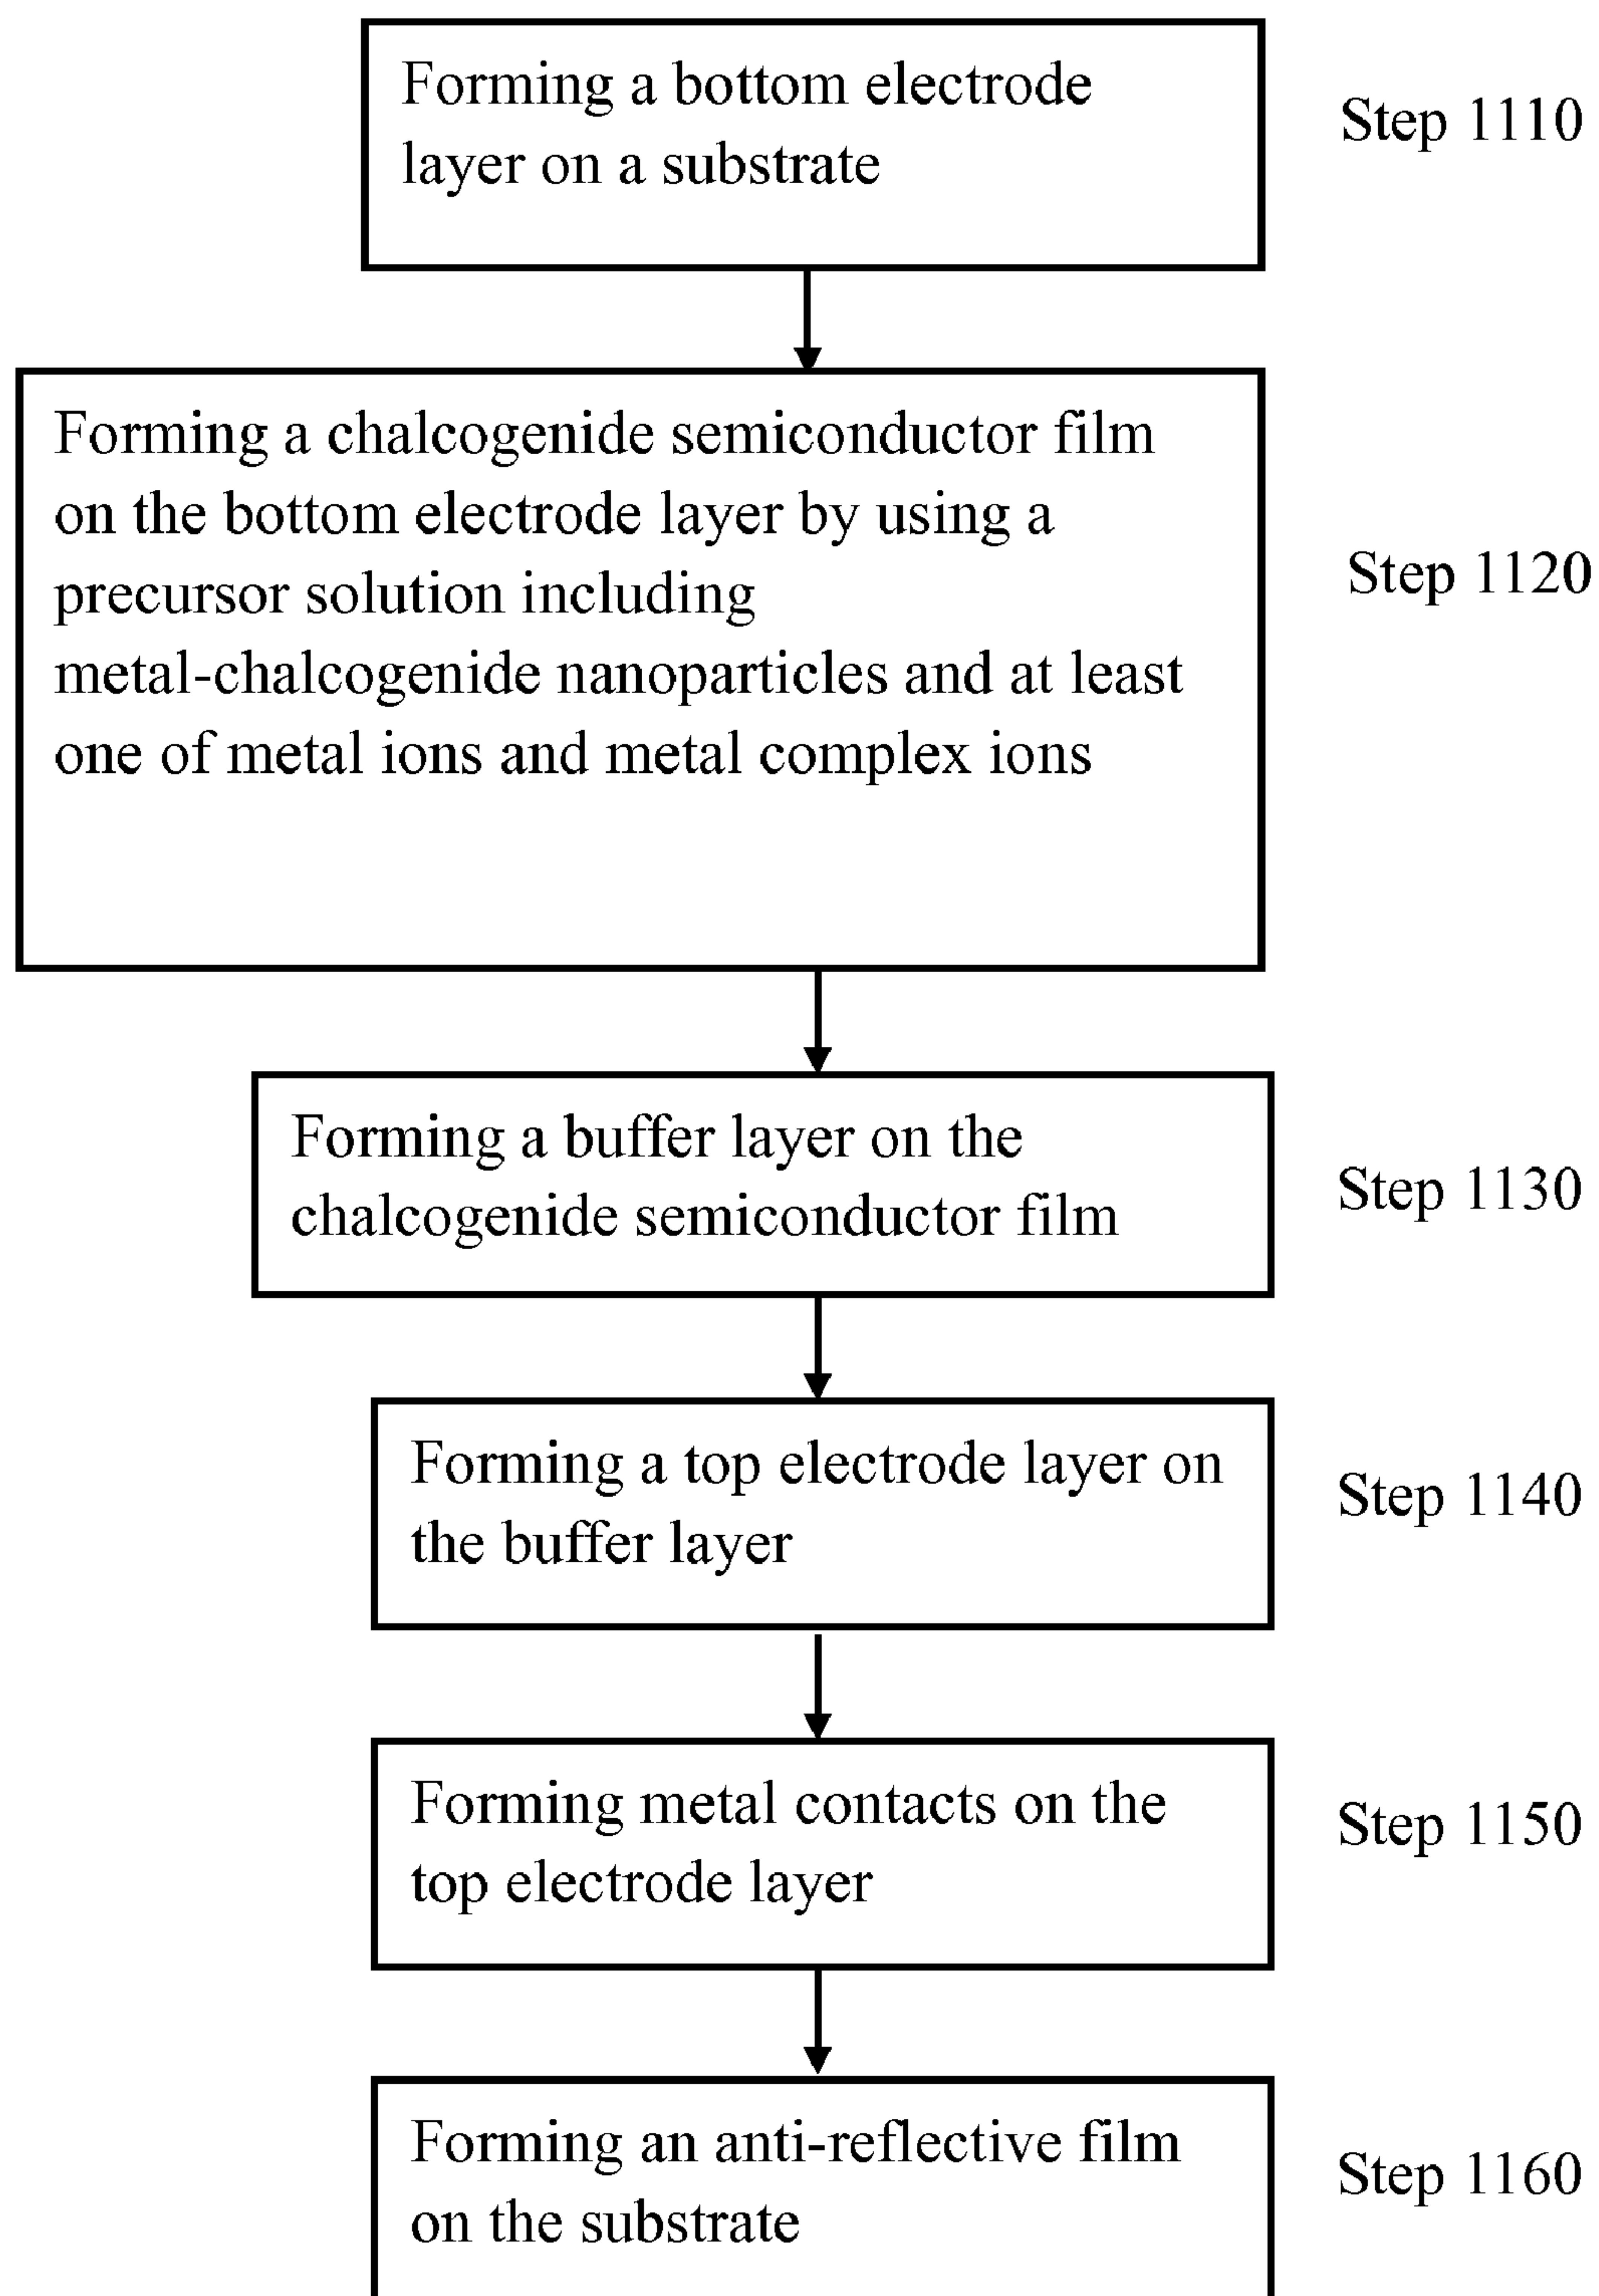 Forming a bottom electrode
layer on a substrate
Step 1110
Forming a chalcogenide semiconductor film
on the bottom electrode layer by using a
precursor solution including
metal-chalcogenide nanoparticles and at least
one of metal ions and metal complex ions
Step 1120
Forming a buffer layer on the
chalcogenide semiconductor film
Step 1130
Forming a top electrode layer on
the buffer layer
Step 1140
Forming metal contacts on the
top electrode layer
Step 1150
Forming an anti-reflective film
on the substrate
Step 1160